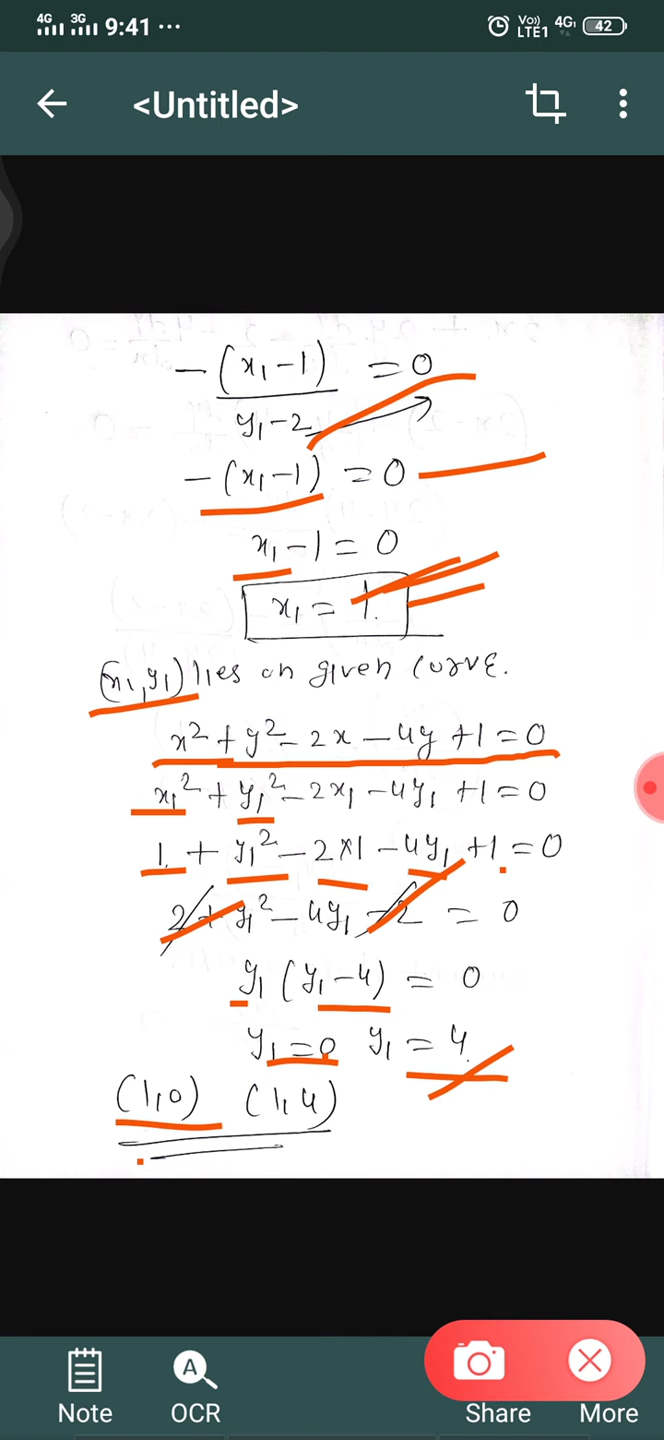 4G 3G 9:41 ...
Vo)) LTE1 4G 42
<Untitled>
-(x₁-1)/(y₁-2) = 0
-(x₁-1) = 0
x₁-1 = 0
x₁ = 1.
(x₁,y₁) lies on given curve.
x²+y²-2x-4y+1=0
x₁²+y₁²-2x₁-4y₁+1=0
1+y₁²-2×1-4y₁+1=0
2+y₁²-4y₁-2=0
y₁(y₁-4)=0
y₁=0 y₁=4
(1,0) (1,4)
A
Note OCR Share More